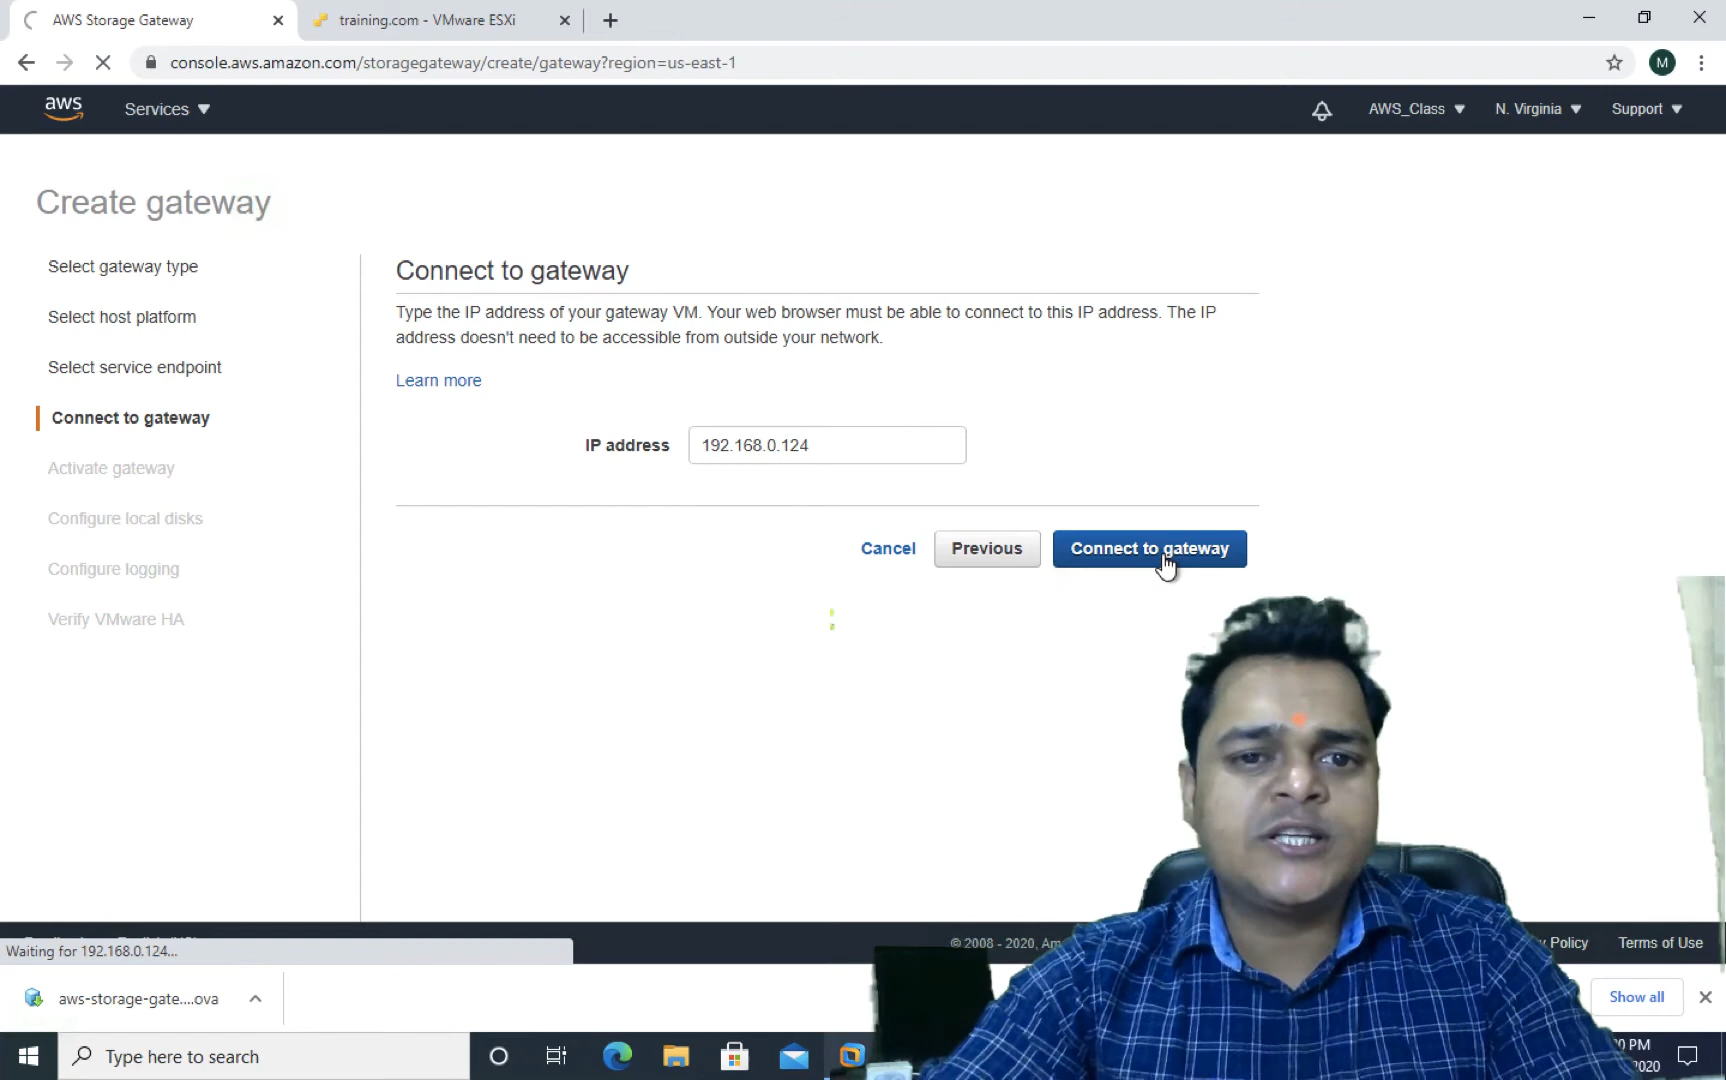 AWS Storage Gateway
training.com - VMware ESXi
console.aws.amazon.com/storagegateway/create/gateway?region=us-east-1
M
aws
Services
AWS_Class
N. Virginia
Support
Create gateway
Select gateway type
Select host platform
Select service endpoint
Connect to gateway
Activate gateway
Configure local disks
Configure logging
Verify VMware HA
Connect to gateway
Type the IP address of your gateway VM. Your web browser must be able to connect to this IP address. The IP
address doesn't need to be accessible from outside your network.
Learn more
IP address
192.168.0.124
Cancel
Previous
Connect to gateway
© 2008 - 2020, Am
Policy
Terms of Use
Waiting for 192.168.0.124...
aws-storage-gate....ova
Show all
Type here to search
PM
2020